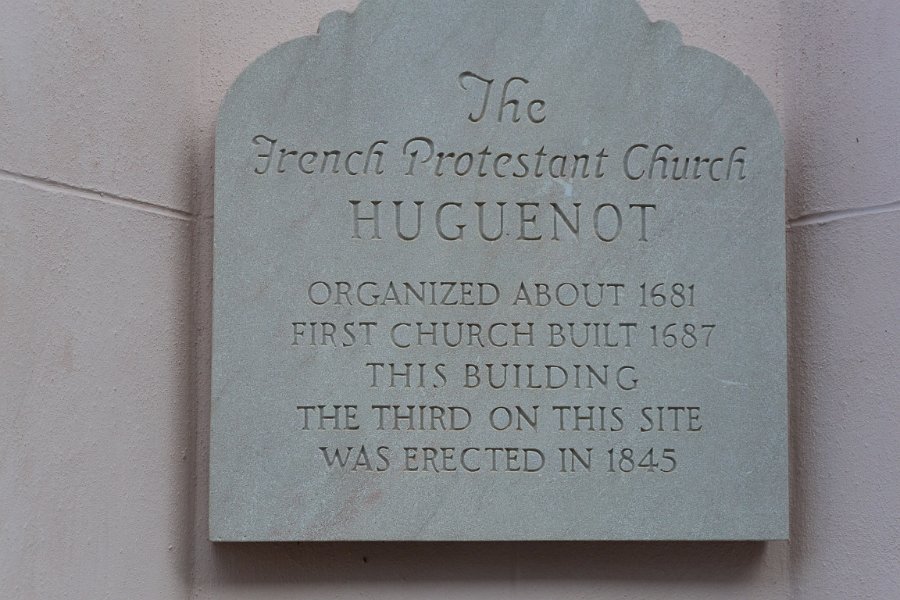 The
French Protestant Church
HUGUENOT
ORGANIZED ABOUT 1681
FIRST CHURCH BUILT 1687
THIS BUILDING
THE THIRD ON THIS SITE
WAS ERECTED IN 1845